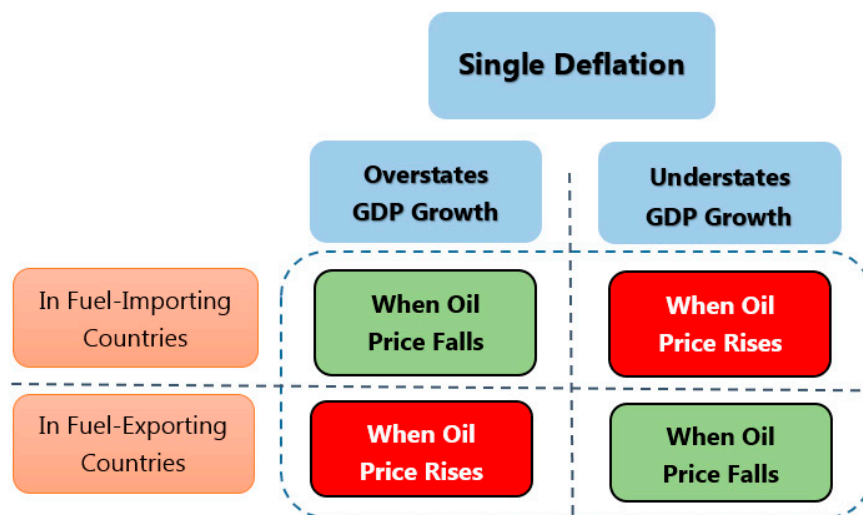 Single Deflation
Overstates
GDP Growth
Understates
GDP Growth
In Fuel-Importing
Countries
When Oil
Price Falls
When Oil
Price Rises
In Fuel-Exporting
Countries
When Oil
Price Rises
When Oil
Price Falls